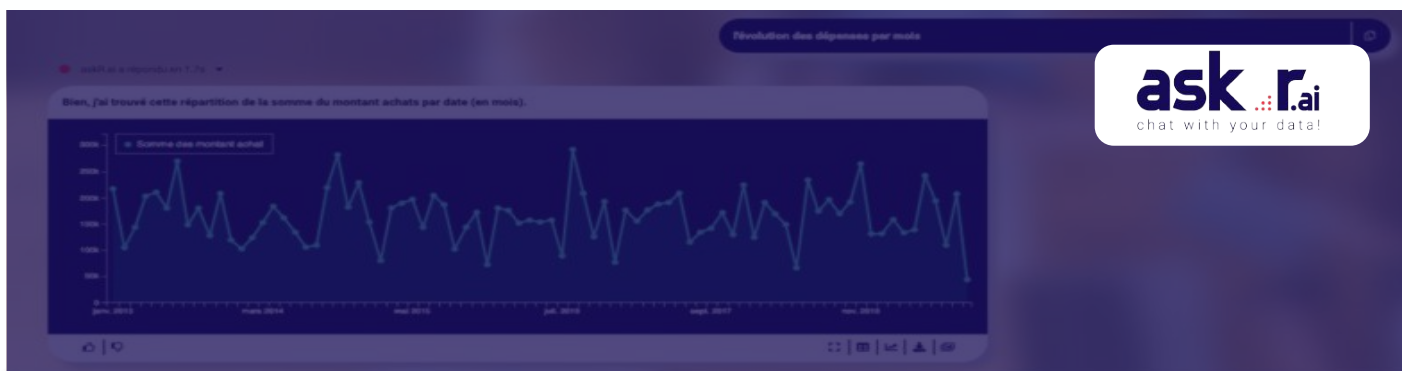 l'évolution des dépenses par mois
askR.ai a répondu en 1.7s
ask R.ai
chat with your data!
Bien, j'ai trouvé cette répartition de la somme du montant achats par date (en mois).
Somme des montant achat
300k
250k
200k
150k
100k
50k
0
janv. 2013 mars 2014 mai 2015 juil. 2016 sept. 2017 nov. 2018